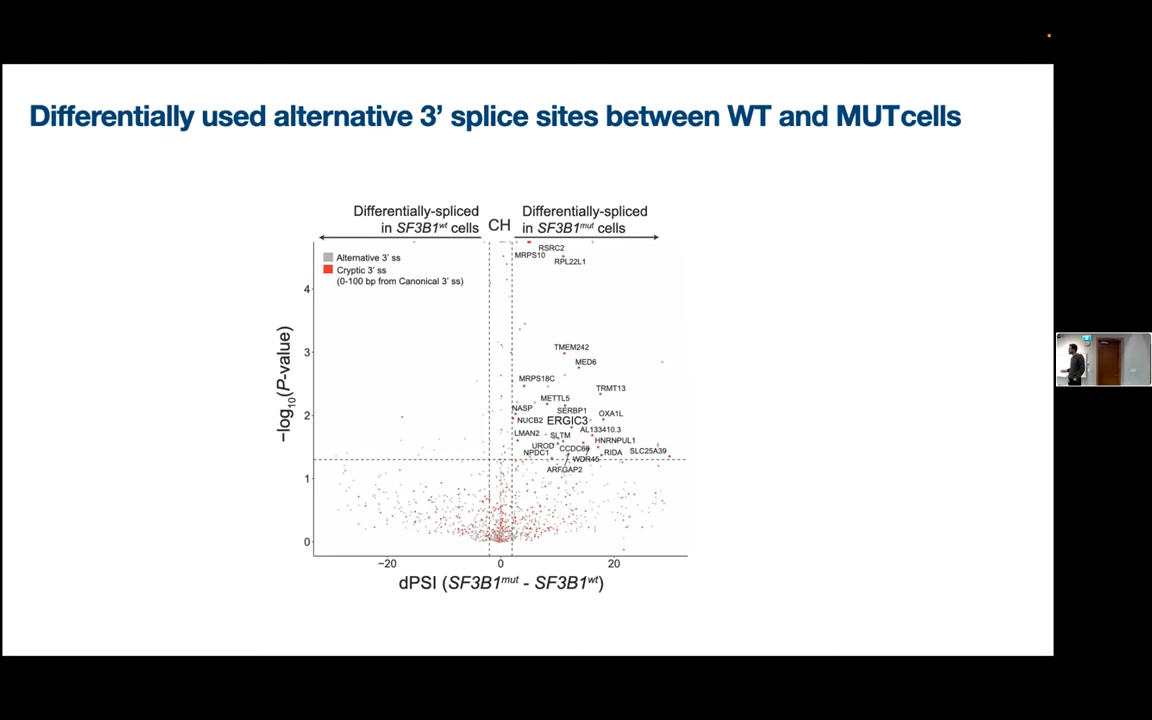 Differentially used alternative 3’ splice sites between WT and MUTcells
Differentially-spliced
in SF3B1wt cells
CH
Differentially-spliced
in SF3B1mut cells
Alternative 3' ss
Cryptic 3' ss
(0-100 bp from Canonical 3' ss)
RSRC2
MRPS10
RPL22L1
TMEM242
MED6
MRPS18C
TRMT13
METTL5
NASP
SERBP1
OXA1L
NUCB2
ERGIC3
AL133410.3
LMAN2
SLTM
HNRNPUL1
UROD
CCDC66
RIDA
SLC25A39
NPDC1
WDR45
ARFGAP2
4
3
2
1
0
−log10(P-value)
−20
0
20
dPSI (SF3B1mut - SF3B1wt)